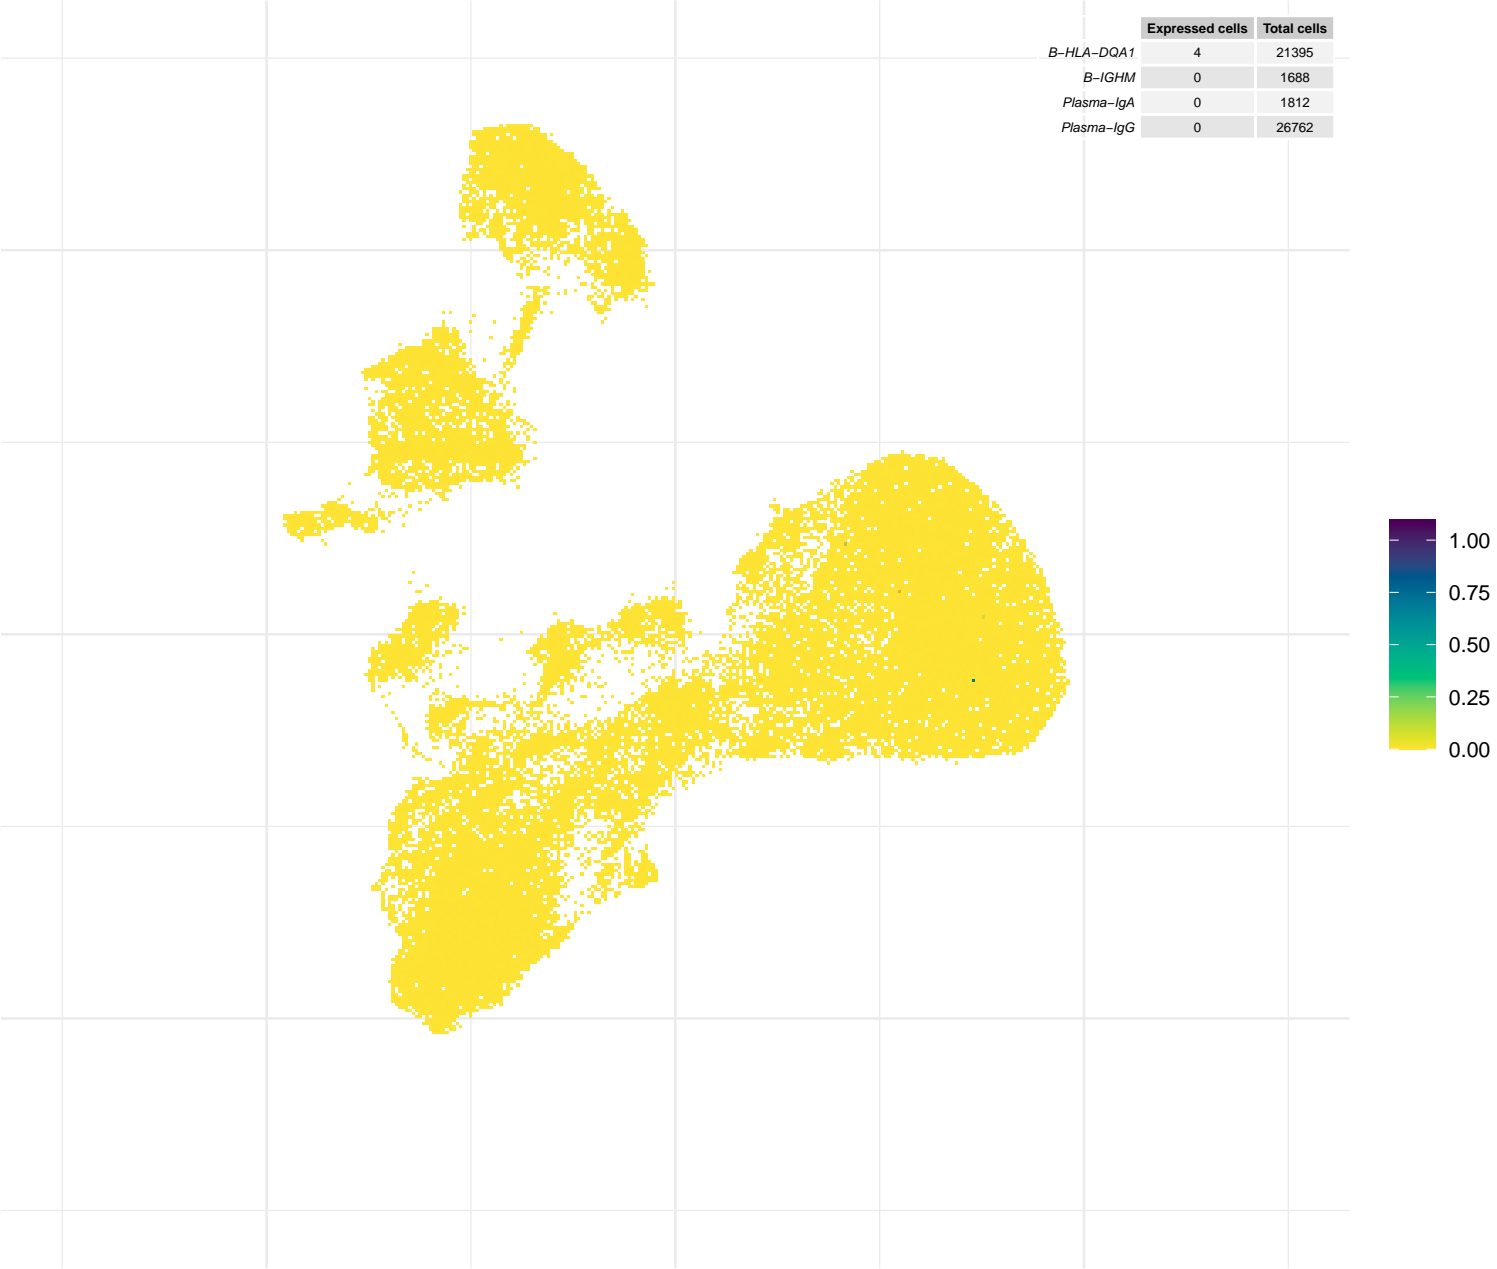 Expressed cells Total cells
B−HLA−DQA1 4 21395
B−IGHM 0 1688
Plasma−IgA 0 1812
Plasma−IgG 0 26762
1.00
0.75
0.50
0.25
0.00